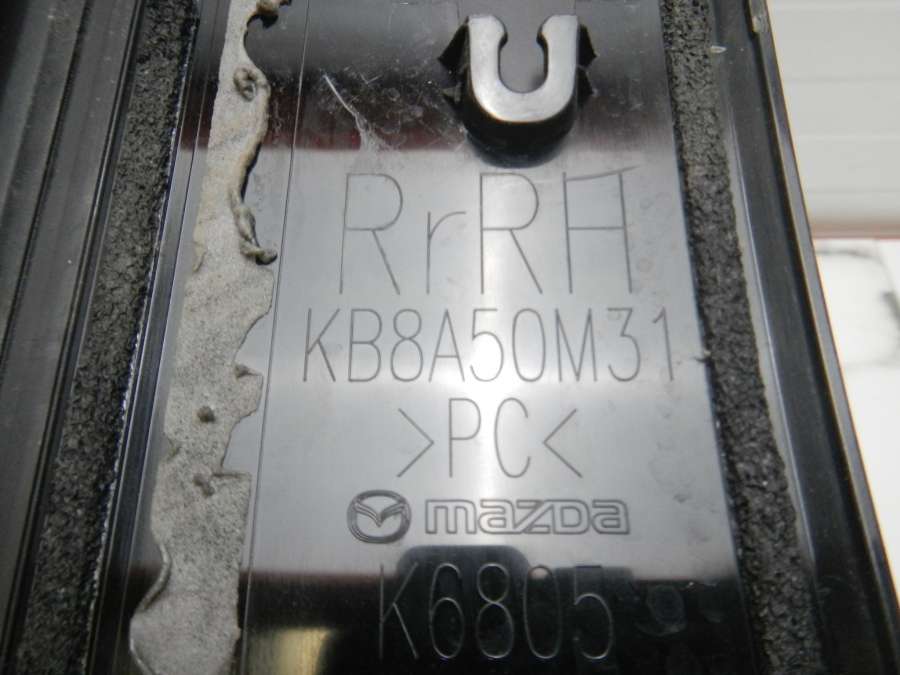 RrRH
KB8A50M31
>PC<
mazda
K6805